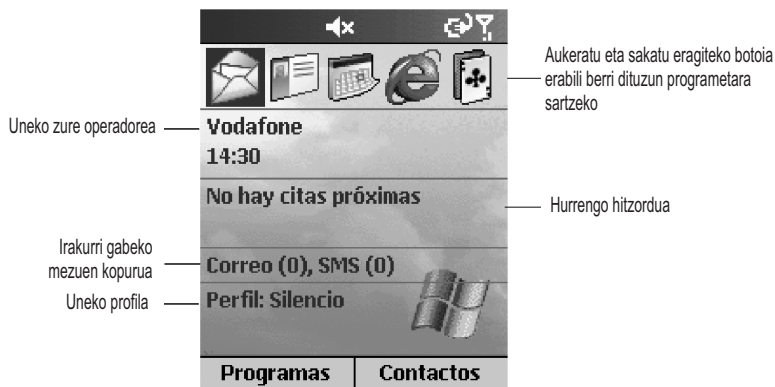 Aukeratu eta sakatu eragiteko botoia
erabili berri dituzun programetara
sartzeko
Uneko zure operadorea
Vodafone
14:30
No hay citas próximas
Hurrengo hitzordua
Irakurri gabeko
mezuen kopurua
Correo (0), SMS (0)
Uneko profila
Perfil: Silencio
Programas
Contactos